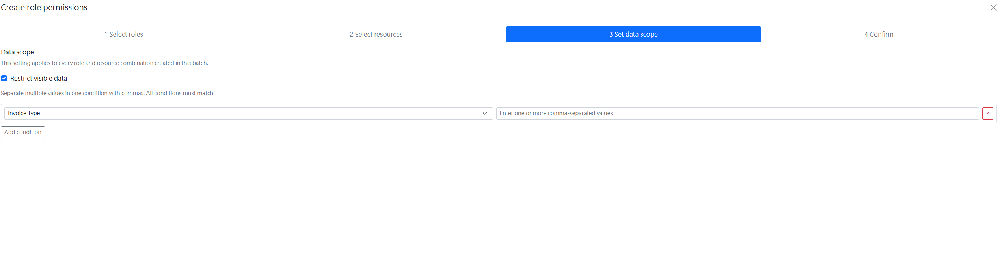 Create role permissions
1 Select roles
2 Select resources
3 Set data scope
4 Confirm
Data scope
This setting applies to every role and resource combination created in this batch.
Restrict visible data
Separate multiple values in one condition with commas. All conditions must match.
Invoice Type
Enter one or more comma-separated values
Add condition